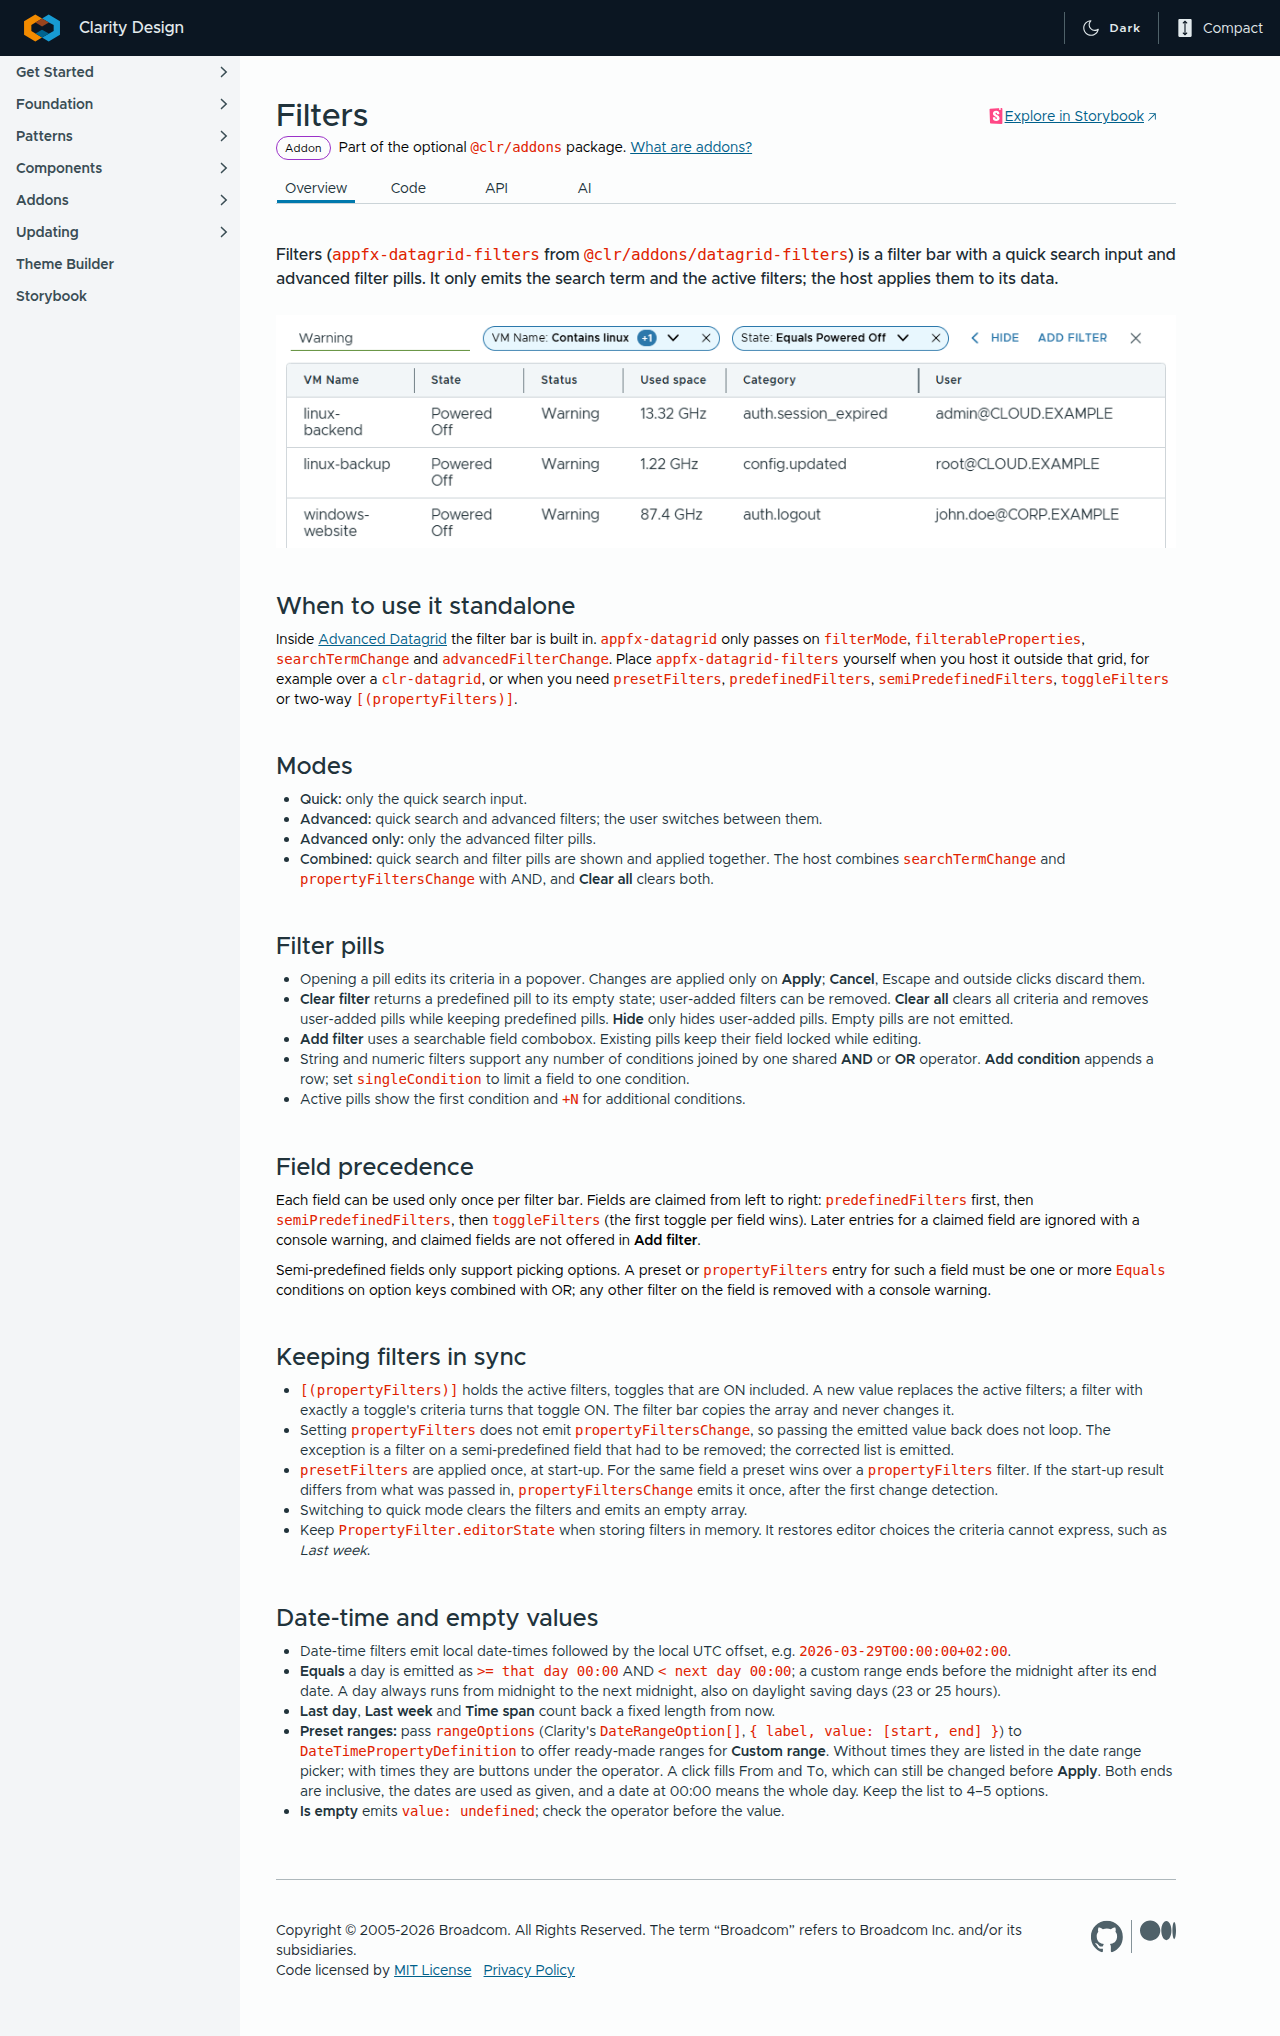 Clarity Design
Dark
Compact
Get Started
Foundation
Patterns
Components
Addons
Updating
Theme Builder
Storybook
Filters
Explore in Storybook
Addon Part of the optional @clr/addons package. What are addons?
Overview Code API AI
Filters (appfx-datagrid-filters from @clr/addons/datagrid-filters) is a filter bar with a quick search input and
advanced filter pills. It only emits the search term and the active filters; the host applies them to its data.
Warning VM Name: Contains linux +1 State: Equals Powered Off HIDE ADD FILTER
VM Name State Status Used space Category User
linux-
backend Powered
Off Warning 13.32 GHz auth.session_expired admin@CLOUD.EXAMPLE
linux-backup Powered
Off Warning 1.22 GHz config.updated root@CLOUD.EXAMPLE
windows-
website Powered
Off Warning 87.4 GHz auth.logout john.doe@CORP.EXAMPLE
When to use it standalone
Inside Advanced Datagrid the filter bar is built in. appfx-datagrid only passes on filterMode, filterableProperties,
searchTermChange and advancedFilterChange. Place appfx-datagrid-filters yourself when you host it outside that grid, for
example over a clr-datagrid, or when you need presetFilters, predefinedFilters, semiPredefinedFilters, toggleFilters
or two-way [(propertyFilters)].
Modes
• Quick: only the quick search input.
• Advanced: quick search and advanced filters; the user switches between them.
• Advanced only: only the advanced filter pills.
• Combined: quick search and filter pills are shown and applied together. The host combines searchTermChange and
propertyFiltersChange with AND, and Clear all clears both.
Filter pills
• Opening a pill edits its criteria in a popover. Changes are applied only on Apply; Cancel, Escape and outside clicks discard them.
• Clear filter returns a predefined pill to its empty state; user-added filters can be removed. Clear all clears all criteria and removes
user-added pills while keeping predefined pills. Hide only hides user-added pills. Empty pills are not emitted.
• Add filter uses a searchable field combobox. Existing pills keep their field locked while editing.
• String and numeric filters support any number of conditions joined by one shared AND or OR operator. Add condition appends a
row; set singleCondition to limit a field to one condition.
• Active pills show the first condition and +N for additional conditions.
Field precedence
Each field can be used only once per filter bar. Fields are claimed from left to right: predefinedFilters first, then
semiPredefinedFilters, then toggleFilters (the first toggle per field wins). Later entries for a claimed field are ignored with a
console warning, and claimed fields are not offered in Add filter.
Semi-predefined fields only support picking options. A preset or propertyFilters entry for such a field must be one or more Equals
conditions on option keys combined with OR; any other filter on the field is removed with a console warning.
Keeping filters in sync
• [(propertyFilters)] holds the active filters, toggles that are ON included. A new value replaces the active filters; a filter with
exactly a toggle's criteria turns that toggle ON. The filter bar copies the array and never changes it.
• Setting propertyFilters does not emit propertyFiltersChange, so passing the emitted value back does not loop. The
exception is a filter on a semi-predefined field that had to be removed; the corrected list is emitted.
• presetFilters are applied once, at start-up. For the same field a preset wins over a propertyFilters filter. If the start-up result
differs from what was passed in, propertyFiltersChange emits it once, after the first change detection.
• Switching to quick mode clears the filters and emits an empty array.
• Keep PropertyFilter.editorState when storing filters in memory. It restores editor choices the criteria cannot express, such as
Last week.
Date-time and empty values
• Date-time filters emit local date-times followed by the local UTC offset, e.g. 2026-03-29T00:00:00+02:00.
• Equals a day is emitted as >= that day 00:00 AND < next day 00:00; a custom range ends before the midnight after its end
date. A day always runs from midnight to the next midnight, also on daylight saving days (23 or 25 hours).
• Last day, Last week and Time span count back a fixed length from now.
• Preset ranges: pass rangeOptions (Clarity's DateRangeOption[], { label, value: [start, end] }) to
DateTimePropertyDefinition to offer ready-made ranges for Custom range. Without times they are listed in the date range
picker; with times they are buttons under the operator. A click fills From and To, which can still be changed before Apply. Both ends
are inclusive, the dates are used as given, and a date at 00:00 means the whole day. Keep the list to 4–5 options.
• Is empty emits value: undefined; check the operator before the value.
Copyright © 2005-2026 Broadcom. All Rights Reserved. The term “Broadcom” refers to Broadcom Inc. and/or its
subsidiaries.
Code licensed by MIT License Privacy Policy